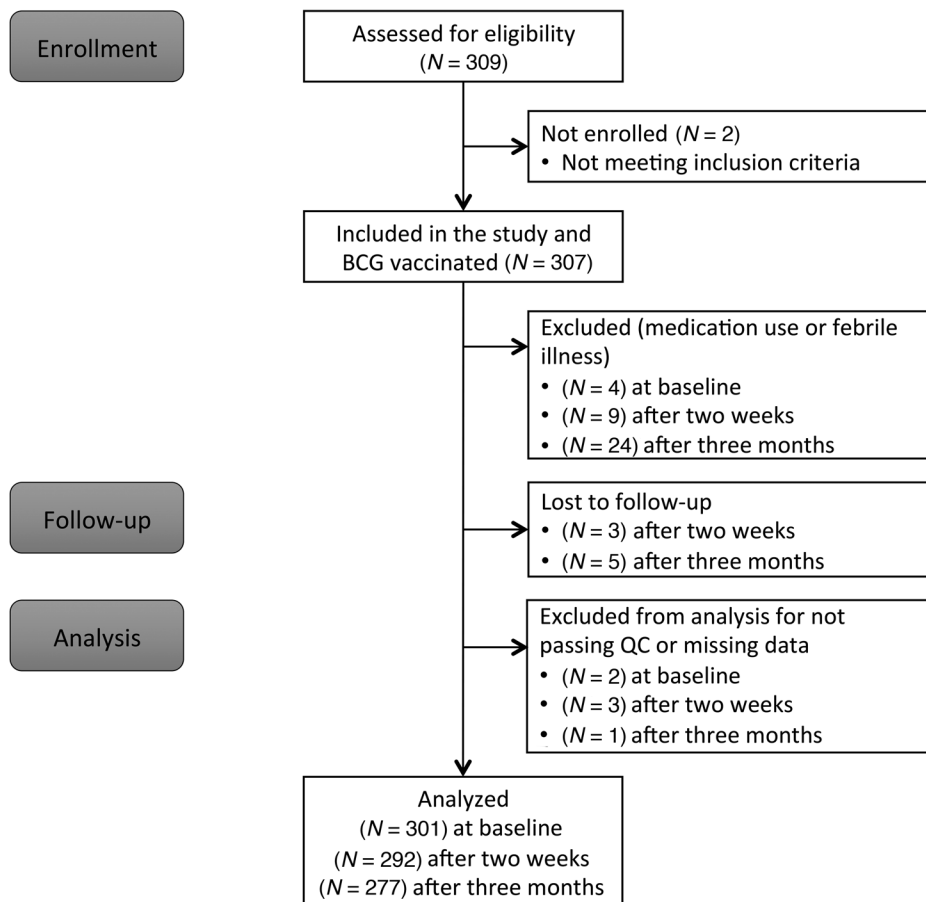 Enrollment
Assessed for eligibility
(N = 309)
Not enrolled (N = 2)
• Not meeting inclusion criteria
Included in the study and
BCG vaccinated (N = 307)
Excluded (medication use or febrile
illness)
• (N = 4) at baseline
• (N = 9) after two weeks
• (N = 24) after three months
Follow-up
Lost to follow-up
• (N = 3) after two weeks
• (N = 5) after three months
Analysis
Excluded from analysis for not
passing QC or missing data
• (N = 2) at baseline
• (N = 3) after two weeks
• (N = 1) after three months
Analyzed
(N = 301) at baseline
(N = 292) after two weeks
(N = 277) after three months